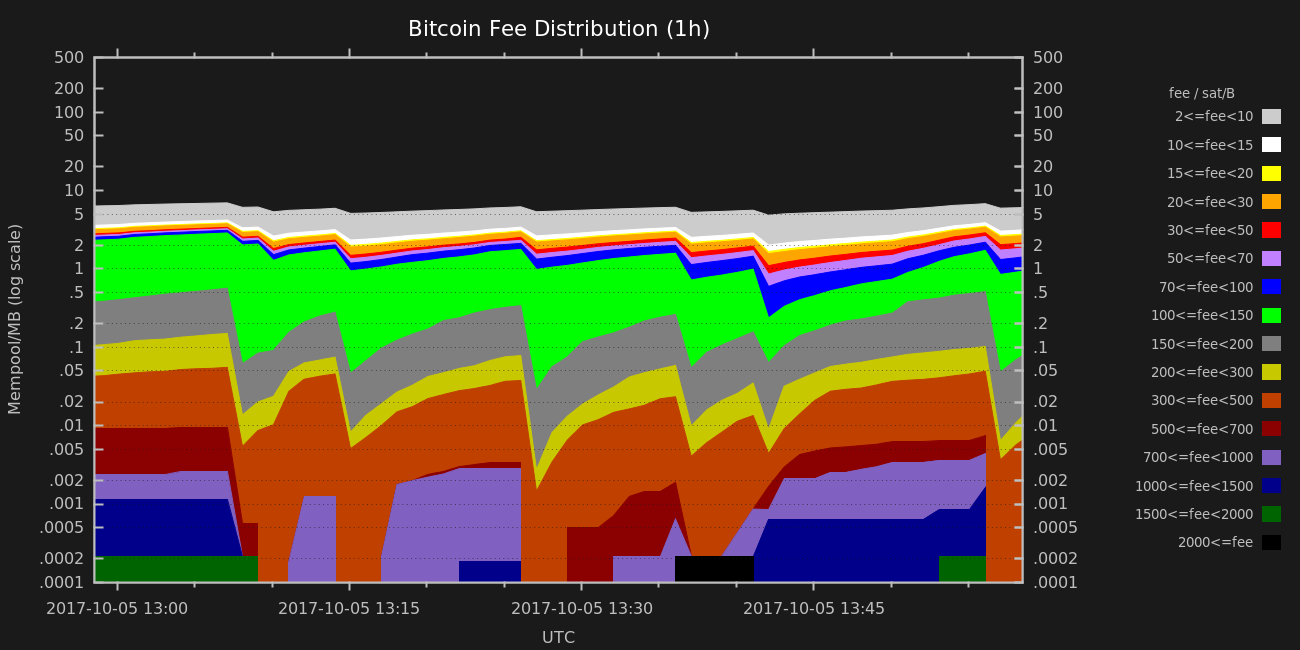 Bitcoin Fee Distribution (1h)
500 500
200 200
100 100
50 50
20 20
10 10
5 5
2 2
1 1
.5 .5
.2 .2
.1 .1
.05 .05
.02 .02
.01 .01
.005 .005
.002 .002
.001 .001
.0005 .0005
.0002 .0002
.0001 .0001
Mempool/MB (log scale)
2017-10-05 13:00 2017-10-05 13:15 2017-10-05 13:30 2017-10-05 13:45
UTC
fee / sat/B
2<=fee<10
10<=fee<15
15<=fee<20
20<=fee<30
30<=fee<50
50<=fee<70
70<=fee<100
100<=fee<150
150<=fee<200
200<=fee<300
300<=fee<500
500<=fee<700
700<=fee<1000
1000<=fee<1500
1500<=fee<2000
2000<=fee